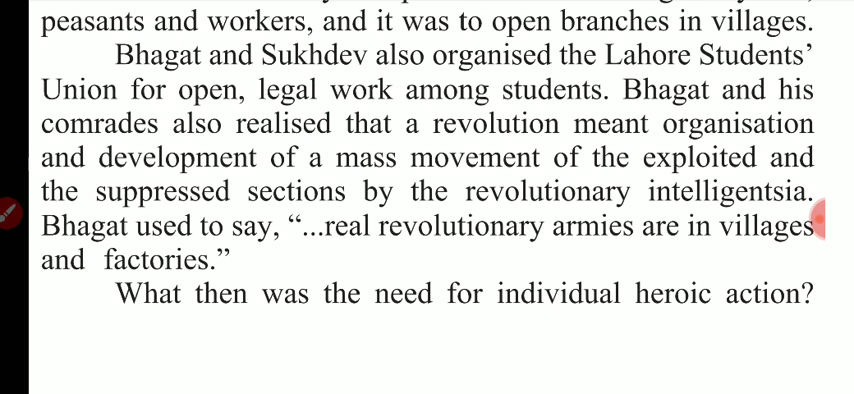 peasants and workers, and it was to open branches in villages.
Bhagat and Sukhdev also organised the Lahore Students’
Union for open, legal work among students. Bhagat and his
comrades also realised that a revolution meant organisation
and development of a mass movement of the exploited and
the suppressed sections by the revolutionary intelligentsia.
Bhagat used to say, “...real revolutionary armies are in villages
and factories.”
What then was the need for individual heroic action?